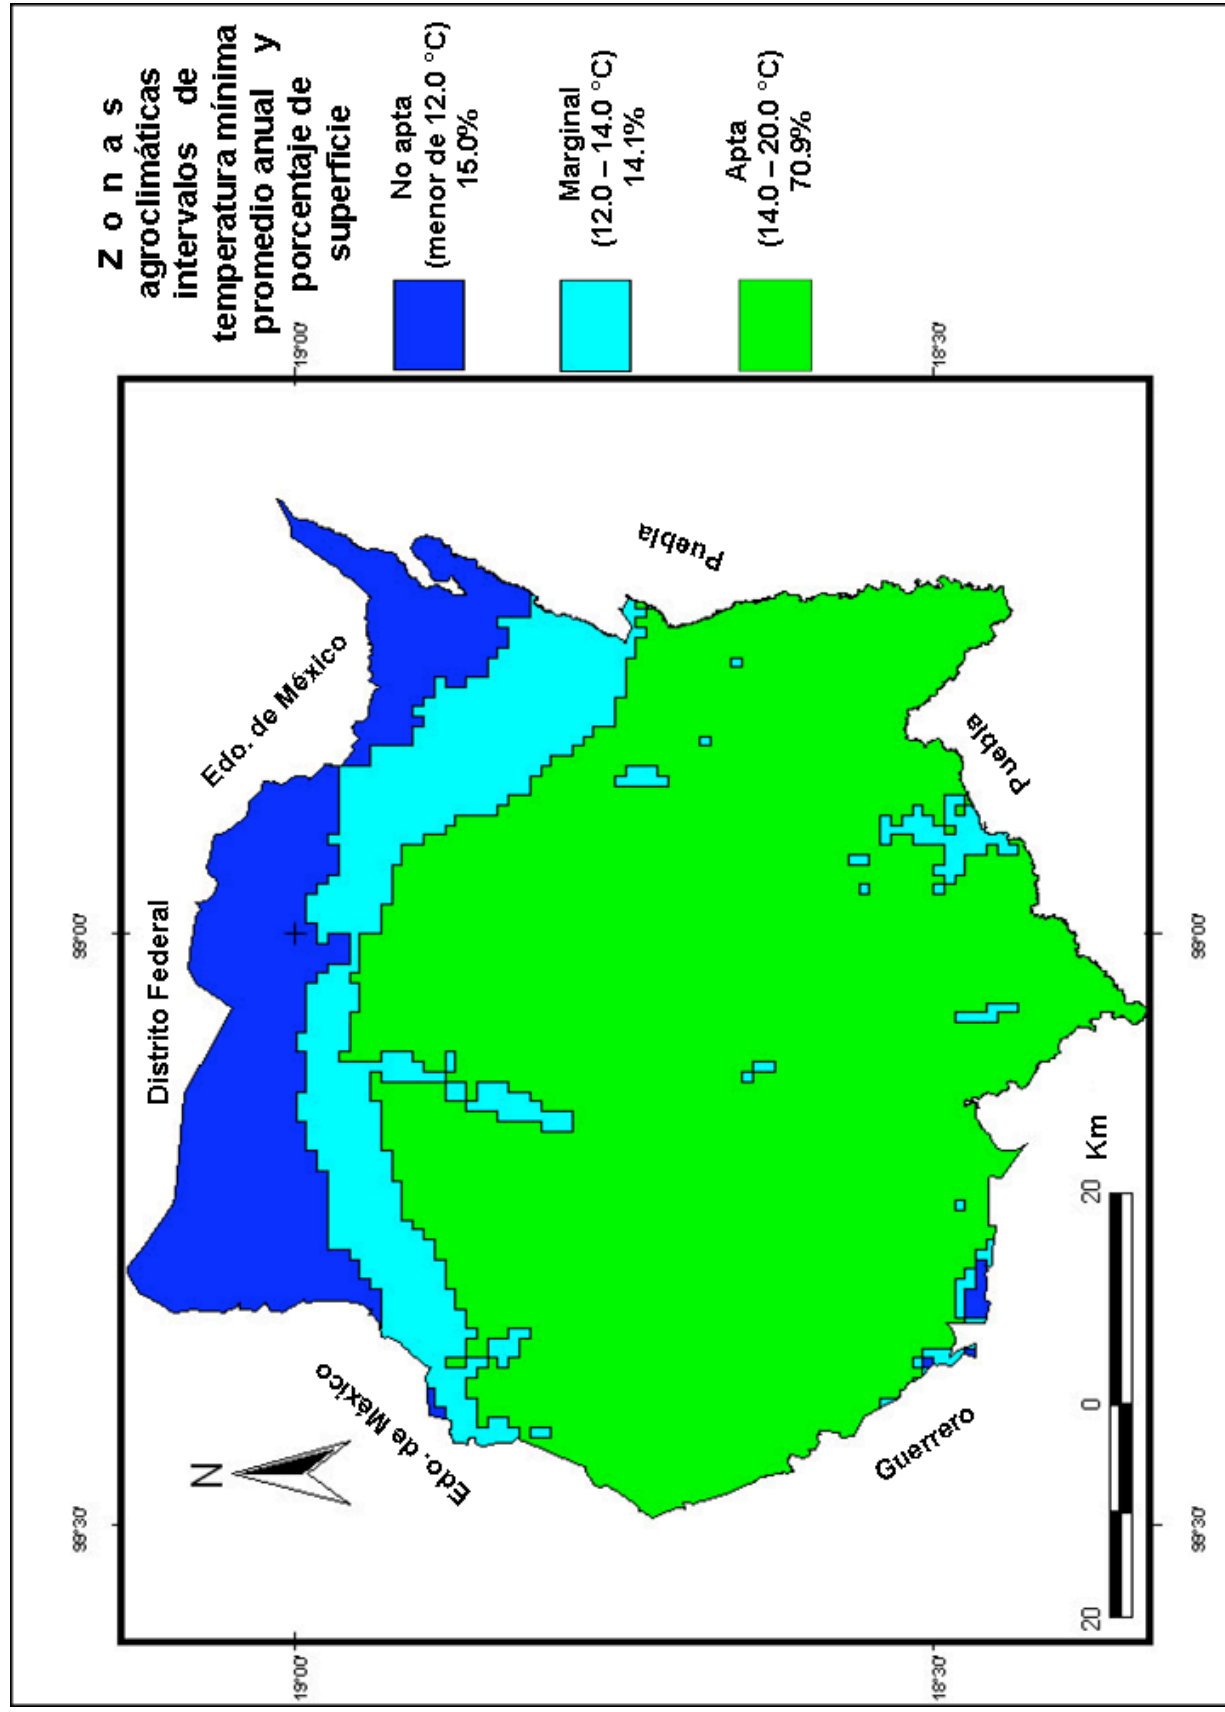 Z o n a s
agroclimáticas
intervalos de
temperatura mínima
promedio anual y
porcentaje de
superficie
No apta
(menor de 12.0 °C)
15.0%
Marginal
(12.0 – 14.0 °C)
14.1%
Apta
(14.0 – 20.0 °C)
70.9%
99°30'
99°00'
19°00'
19°00'
18°30'
18°30'
99°30'
99°00'
N
Edo. de México
Distrito Federal
Edo. de México
Puebla
Puebla
Guerrero
20
0
20
Km